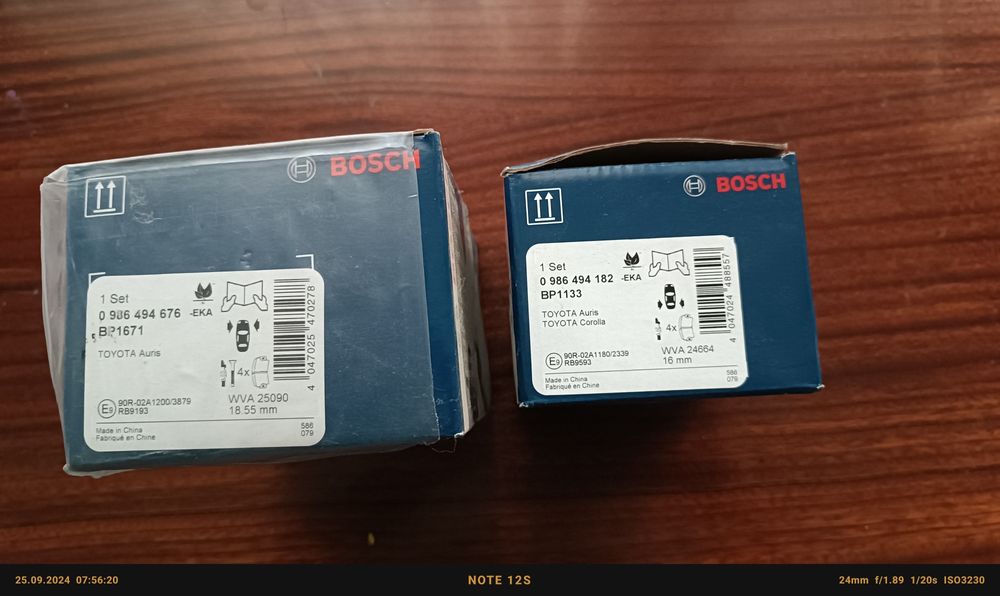 BOSCH
1 Set
0 986 494 676
-EKA
BP1671
TOYOTA Auris
4x
4 047025 470278
WVA 25090
18.55 mm
E9
90R-02A1200/3879
RB9193
Made in China
Fabriqué en Chine
586
079
BOSCH
1 Set
0 986 494 182
-EKA
BP1133
TOYOTA Auris
TOYOTA Corolla
4x
4 047024 488557
WVA 24664
16 mm
E9
90R-02A1180/2339
RB9593
Made in China
Fabriqué en Chine
586
079
25.09.2024 07:56:20
NOTE 12S
24mm f/1.89 1/20s ISO3230